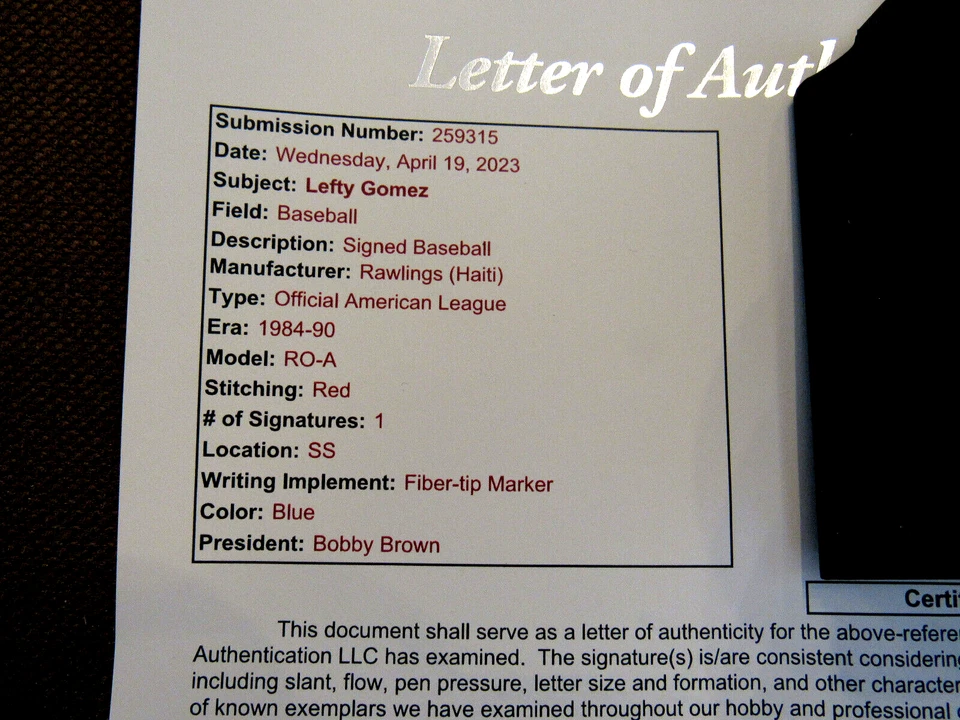 Letter of Auth
Submission Number: 259315
Date: Wednesday, April 19, 2023
Subject: Lefty Gomez
Field: Baseball
Description: Signed Baseball
Manufacturer: Rawlings (Haiti)
Type: Official American League
Era: 1984-90
Model: RO-A
Stitching: Red
# of Signatures: 1
Location: SS
Writing Implement: Fiber-tip Marker
Color: Blue
President: Bobby Brown
Certi
This document shall serve as a letter of authenticity for the above-refere
Authentication LLC has examined. The signature(s) is/are consistent considering
including slant, flow, pen pressure, letter size and formation, and other character
of known exemplars we have examined throughout our hobby and professional